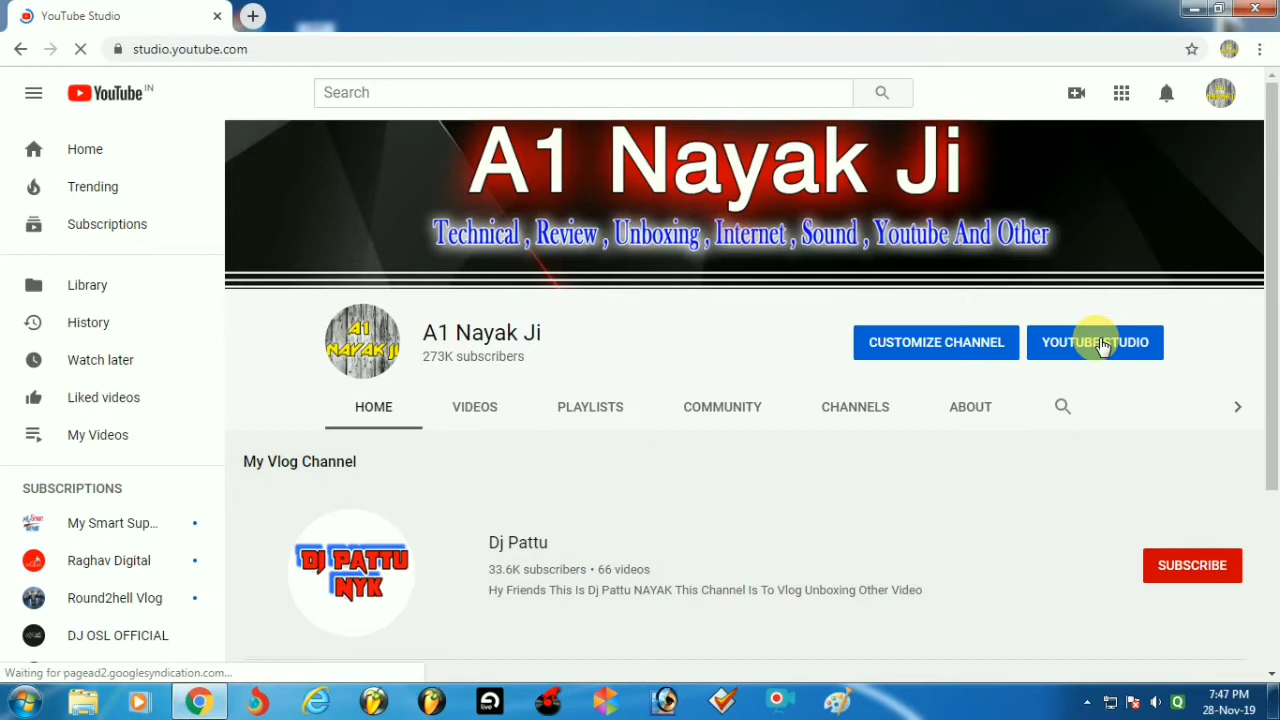 YouTube Studio
studio.youtube.com
YouTube IN
Search
A1 Nayak Ji
Technical , Review , Unboxing , Internet , Sound , Youtube And Other
Home
Trending
Subscriptions
Library
History
Watch later
Liked videos
My Videos
SUBSCRIPTIONS
My Smart Sup...
Raghav Digital
Round2hell Vlog
DJ OSL OFFICIAL
A1
NAYAK JI
A1 Nayak Ji
273K subscribers
CUSTOMIZE CHANNEL
YOUTUBE STUDIO
HOME
VIDEOS
PLAYLISTS
COMMUNITY
CHANNELS
ABOUT
My Vlog Channel
DJ PATTU
NYK
Dj Pattu
33.6K subscribers • 66 videos
Hy Friends This Is Dj Pattu NAYAK This Channel Is To Vlog Unboxing Other Video
SUBSCRIBE
Waiting for pagead2.googlesyndication.com...
live
7:47 PM
28-Nov-19